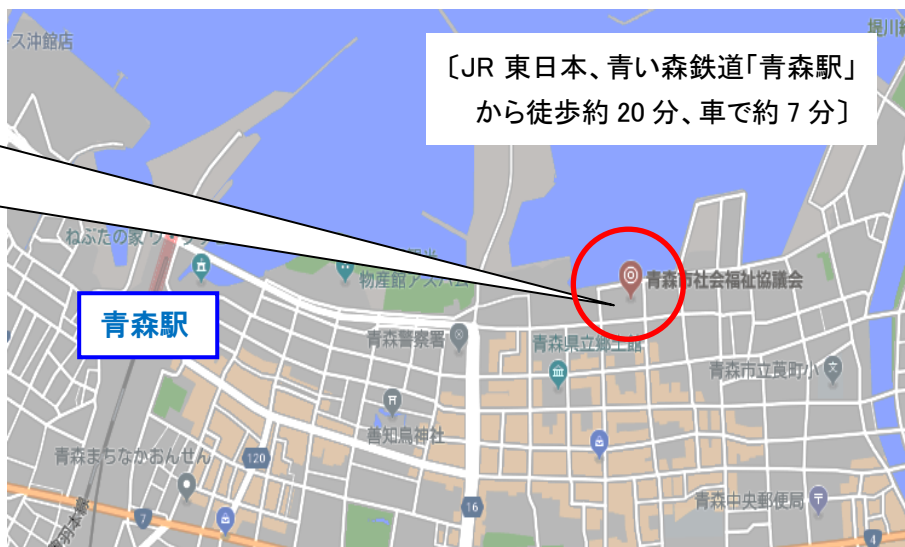 ス沖館店
堤川
〔JR 東日本、青い森鉄道「青森駅」
から徒歩約 20 分、車で約 7 分〕
ねぶたの家
物産館アスパム
青森市社会福祉協議会
青森駅
青森警察署
青森県立郷土館
青森市立莨町小
文
善知鳥神社
青森まちなかおんせん
120
16
青森中央郵便局
7
4